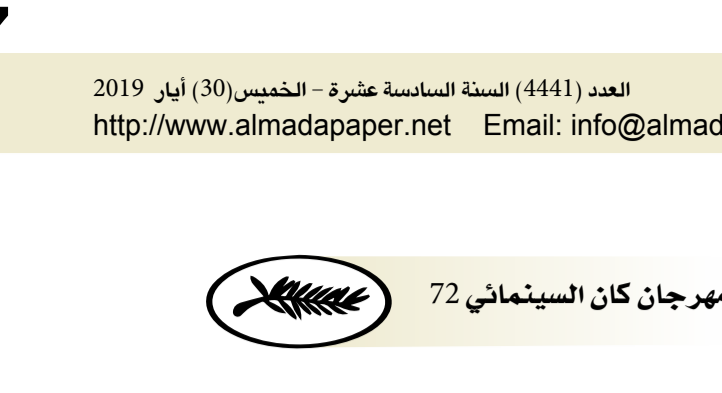 العدد (4441) السنة السادسة عشرة - الخميس(30) أيار 2019
http://www.almadapaper.net Email: info@almad
مهرجان كان السينمائي 72